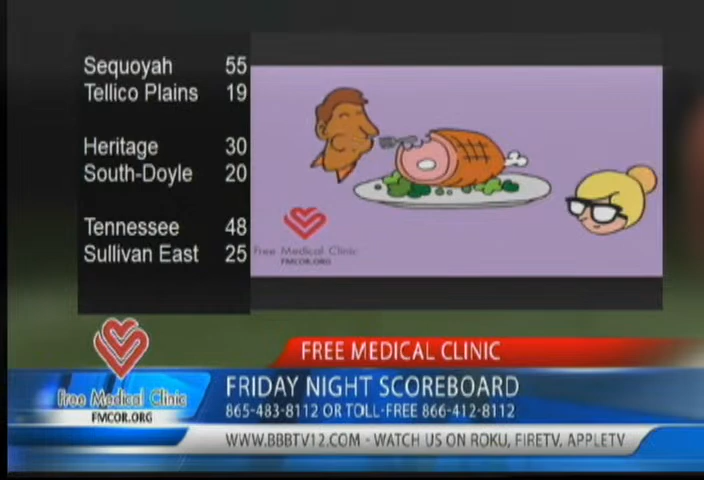 Sequoyah 55
Tellico Plains 19
Heritage 30
South-Doyle 20
Tennessee 48
Sullivan East 25
Free Medical Clinic
FMCOR.ORG
FREE MEDICAL CLINIC
Free Medical Clinic
FMCOR.ORG
FRIDAY NIGHT SCOREBOARD
865-483-8112 OR TOLL-FREE 866-412-8112
WWW.BBBTV12.COM - WATCH US ON ROKU, FIRETV, APPLETV